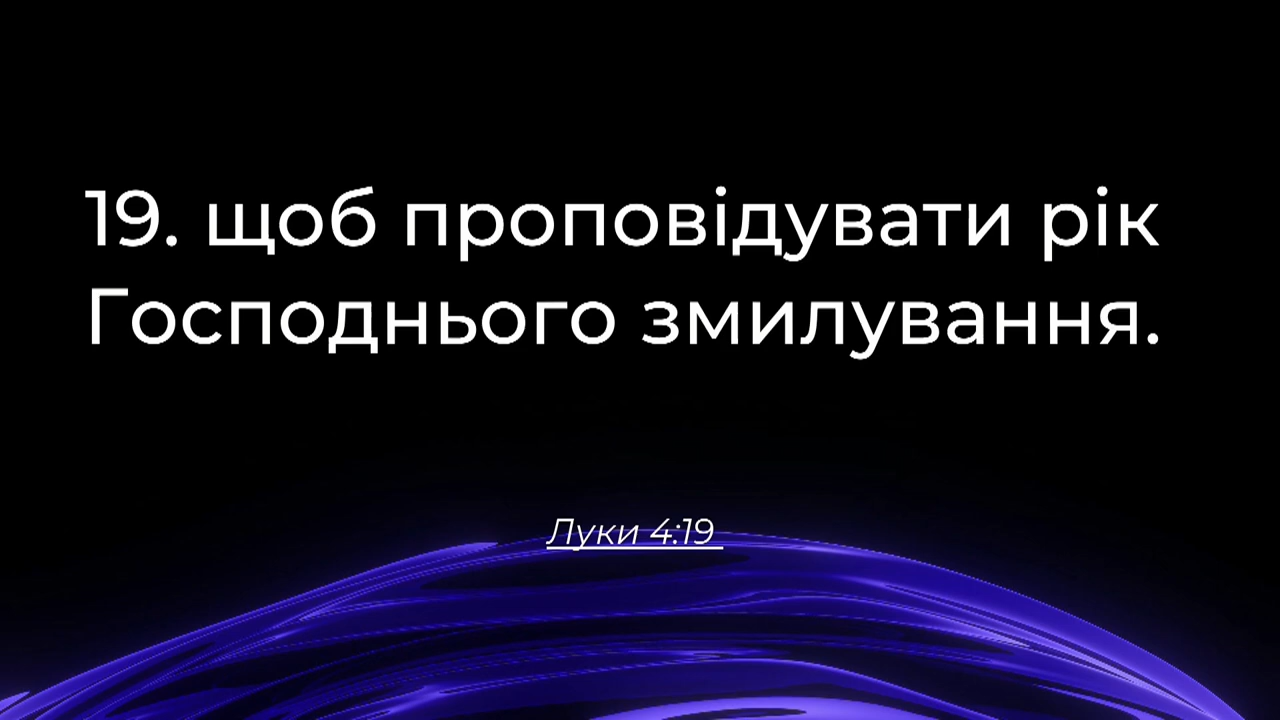 19. щоб проповідувати рік
Господнього змилування.
Луки 4:19